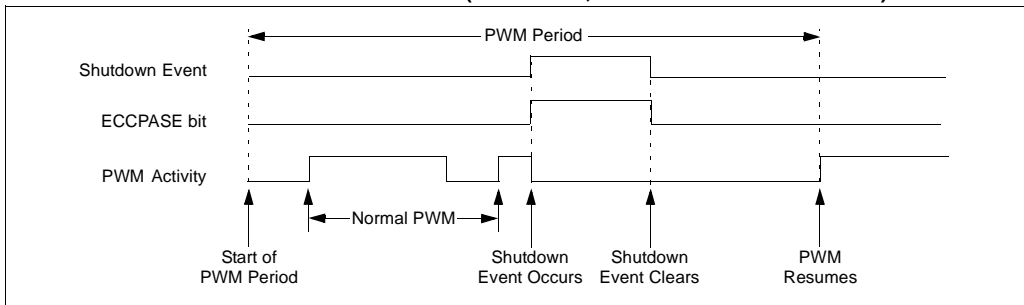 PWM Period
Shutdown Event
ECCPASE bit
PWM Activity
Normal PWM
Start of
PWM Period
Shutdown
Event Occurs
Shutdown
Event Clears
PWM
Resumes